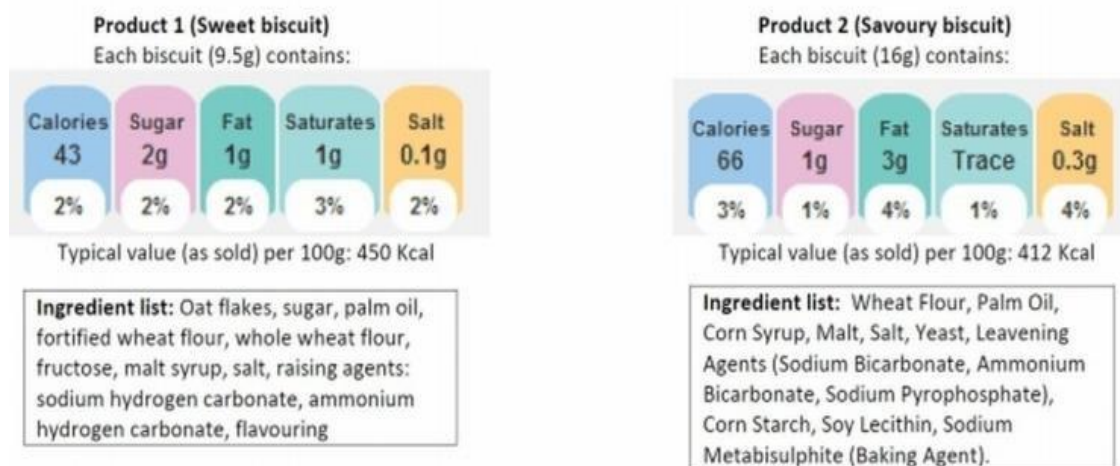 Product 1 (Sweet biscuit)
Each biscuit (9.5g) contains:
Calories Sugar Fat Saturates Salt
43 2g 1g 1g 0.1g
2% 2% 2% 3% 2%
Typical value (as sold) per 100g: 450 Kcal
Ingredient list: Oat flakes, sugar, palm oil,
fortified wheat flour, whole wheat flour,
fructose, malt syrup, salt, raising agents:
sodium hydrogen carbonate, ammonium
hydrogen carbonate, flavouring
Product 2 (Savoury biscuit)
Each biscuit (16g) contains:
Calories Sugar Fat Saturates Salt
66 1g 3g Trace 0.3g
3% 1% 4% 1% 4%
Typical value (as sold) per 100g: 412 Kcal
Ingredient list: Wheat Flour, Palm Oil,
Corn Syrup, Malt, Salt, Yeast, Leavening
Agents (Sodium Bicarbonate, Ammonium
Bicarbonate, Sodium Pyrophosphate),
Corn Starch, Soy Lecithin, Sodium
Metabisulphite (Baking Agent).